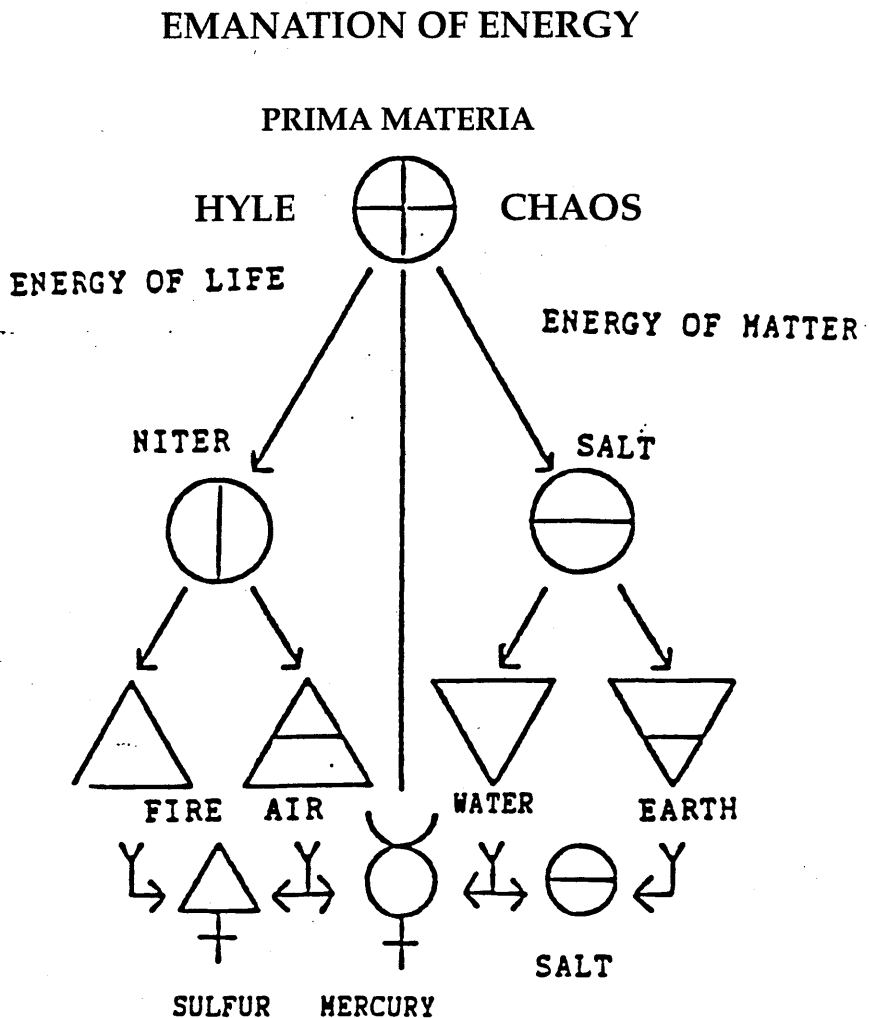 EMANATION OF ENERGY
PRIMA MATERIA
HYLE CHAOS
ENERGY OF LIFE
ENERGY OF MATTER
NITER
SALT
FIRE AIR WATER EARTH
SALT
SULFUR MERCURY